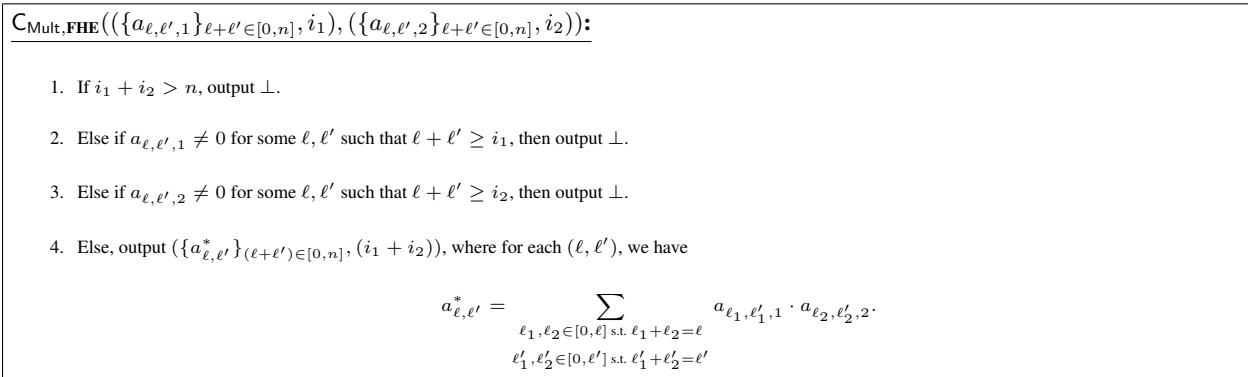 C_{Mult,FHE}(({a_{ℓ,ℓ′,1}}_{ℓ+ℓ′∈[0,n]}, i_1), ({a_{ℓ,ℓ′,2}}_{ℓ+ℓ′∈[0,n]}, i_2)):
1. If i_1 + i_2 > n, output ⊥.
2. Else if a_{ℓ,ℓ′,1} ≠ 0 for some ℓ, ℓ′ such that ℓ + ℓ′ ≥ i_1, then output ⊥.
3. Else if a_{ℓ,ℓ′,2} ≠ 0 for some ℓ, ℓ′ such that ℓ + ℓ′ ≥ i_2, then output ⊥.
4. Else, output ({a*_{ℓ,ℓ′}}_{(ℓ+ℓ′)∈[0,n]}, (i_1 + i_2)), where for each (ℓ, ℓ′), we have
a*_{ℓ,ℓ′} = ∑ a_{ℓ_1,ℓ′_1,1} · a_{ℓ_2,ℓ′_2,2}.
ℓ_1,ℓ_2∈[0,ℓ] s.t. ℓ_1+ℓ_2=ℓ
ℓ′_1,ℓ′_2∈[0,ℓ′] s.t. ℓ′_1+ℓ′_2=ℓ′